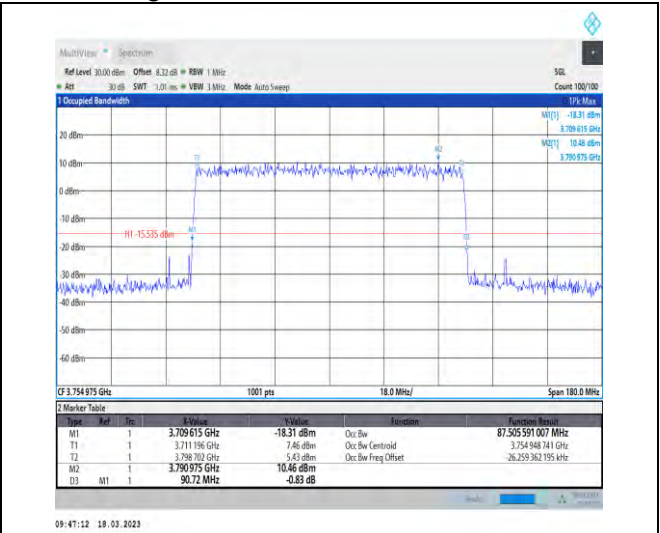 MultiView Spectrum
Ref Level 30.00 dBm Offset 8.32 dB RBW 1 MHz SGL
Att 30 dB SWT 1.01 ms VBW 3 MHz Mode Auto Sweep Count 100/100
1 Occupied Bandwidth 1Pk Max
M1[1] -18.31 dBm
3.709 615 GHz
M2[1] 10.46 dBm
3.790 975 GHz
20 dBm
M2
10 dBm
0 dBm
-10 dBm
H1 -15.535 dBm M1
-20 dBm
-30 dBm
-40 dBm
-50 dBm
-60 dBm
CF 3.754 975 GHz 1001 pts 18.0 MHz/ Span 180.0 MHz
2 Marker Table
Type Ref Trc X-Value Y-Value Function Function Result
M1 1 3.709 615 GHz -18.31 dBm Occ Bw 87.505 591 007 MHz
T1 1 3.711 196 GHz 7.46 dBm Occ Bw Centroid 3.754 948 741 GHz
T2 1 3.798 702 GHz 5.43 dBm Occ Bw Freq Offset -26.259 362 195 kHz
M2 1 3.790 975 GHz 10.46 dBm
D3 M1 1 90.72 MHz -0.83 dB
09:47:12 18.03.2023